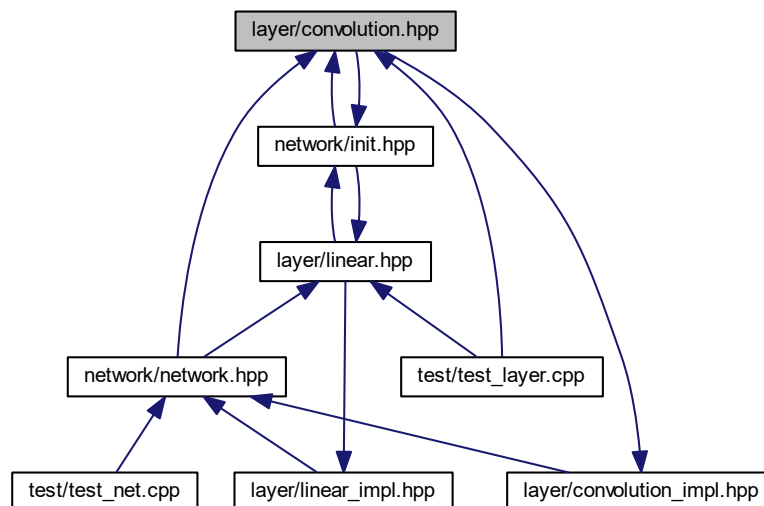 layer/convolution.hpp
network/init.hpp
layer/linear.hpp
network/network.hpp
test/test_layer.cpp
test/test_net.cpp
layer/linear_impl.hpp
layer/convolution_impl.hpp